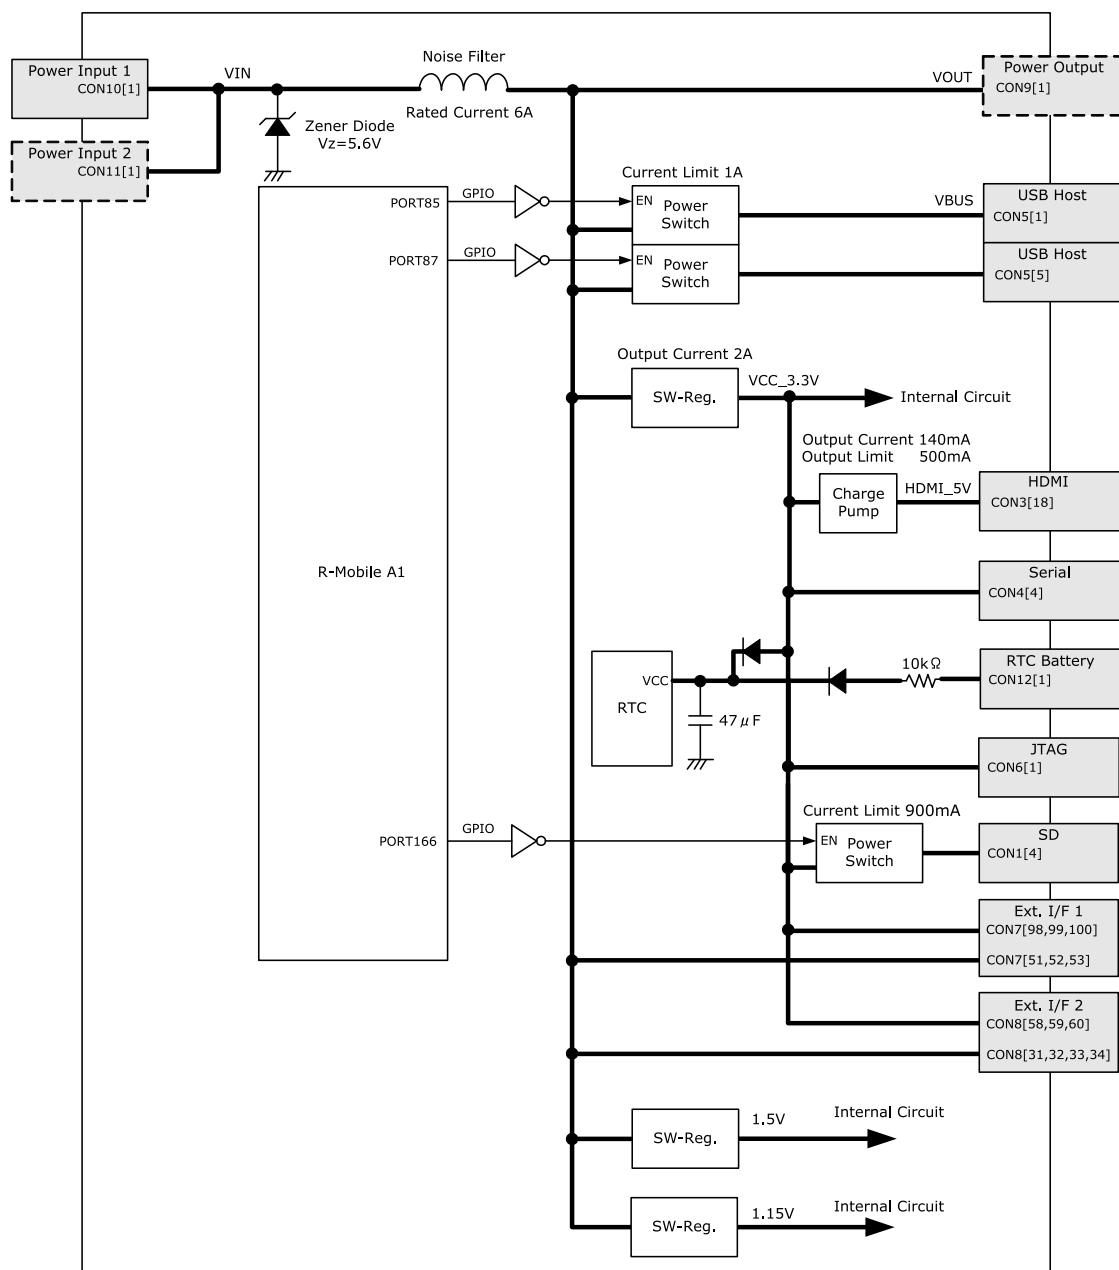 Power Input 1
CON10[1]
VIN
Noise Filter
Rated Current 6A
VOUT
Power Output
CON9[1]
Power Input 2
CON11[1]
Zener Diode
Vz=5.6V
Current Limit 1A
PORT85
GPIO
EN
Power
Switch
VBUS
USB Host
CON5[1]
PORT87
GPIO
EN
Power
Switch
USB Host
CON5[5]
Output Current 2A
SW-Reg.
VCC_3.3V
Internal Circuit
Output Current 140mA
Output Limit 500mA
Charge
Pump
HDMI_5V
HDMI
CON3[18]
R-Mobile A1
Serial
CON4[4]
VCC
RTC
47μF
10kΩ
RTC Battery
CON12[1]
JTAG
CON6[1]
Current Limit 900mA
PORT166
GPIO
EN
Power
Switch
SD
CON1[4]
Ext. I/F 1
CON7[98,99,100]
CON7[51,52,53]
Ext. I/F 2
CON8[58,59,60]
CON8[31,32,33,34]
SW-Reg.
1.5V
Internal Circuit
SW-Reg.
1.15V
Internal Circuit